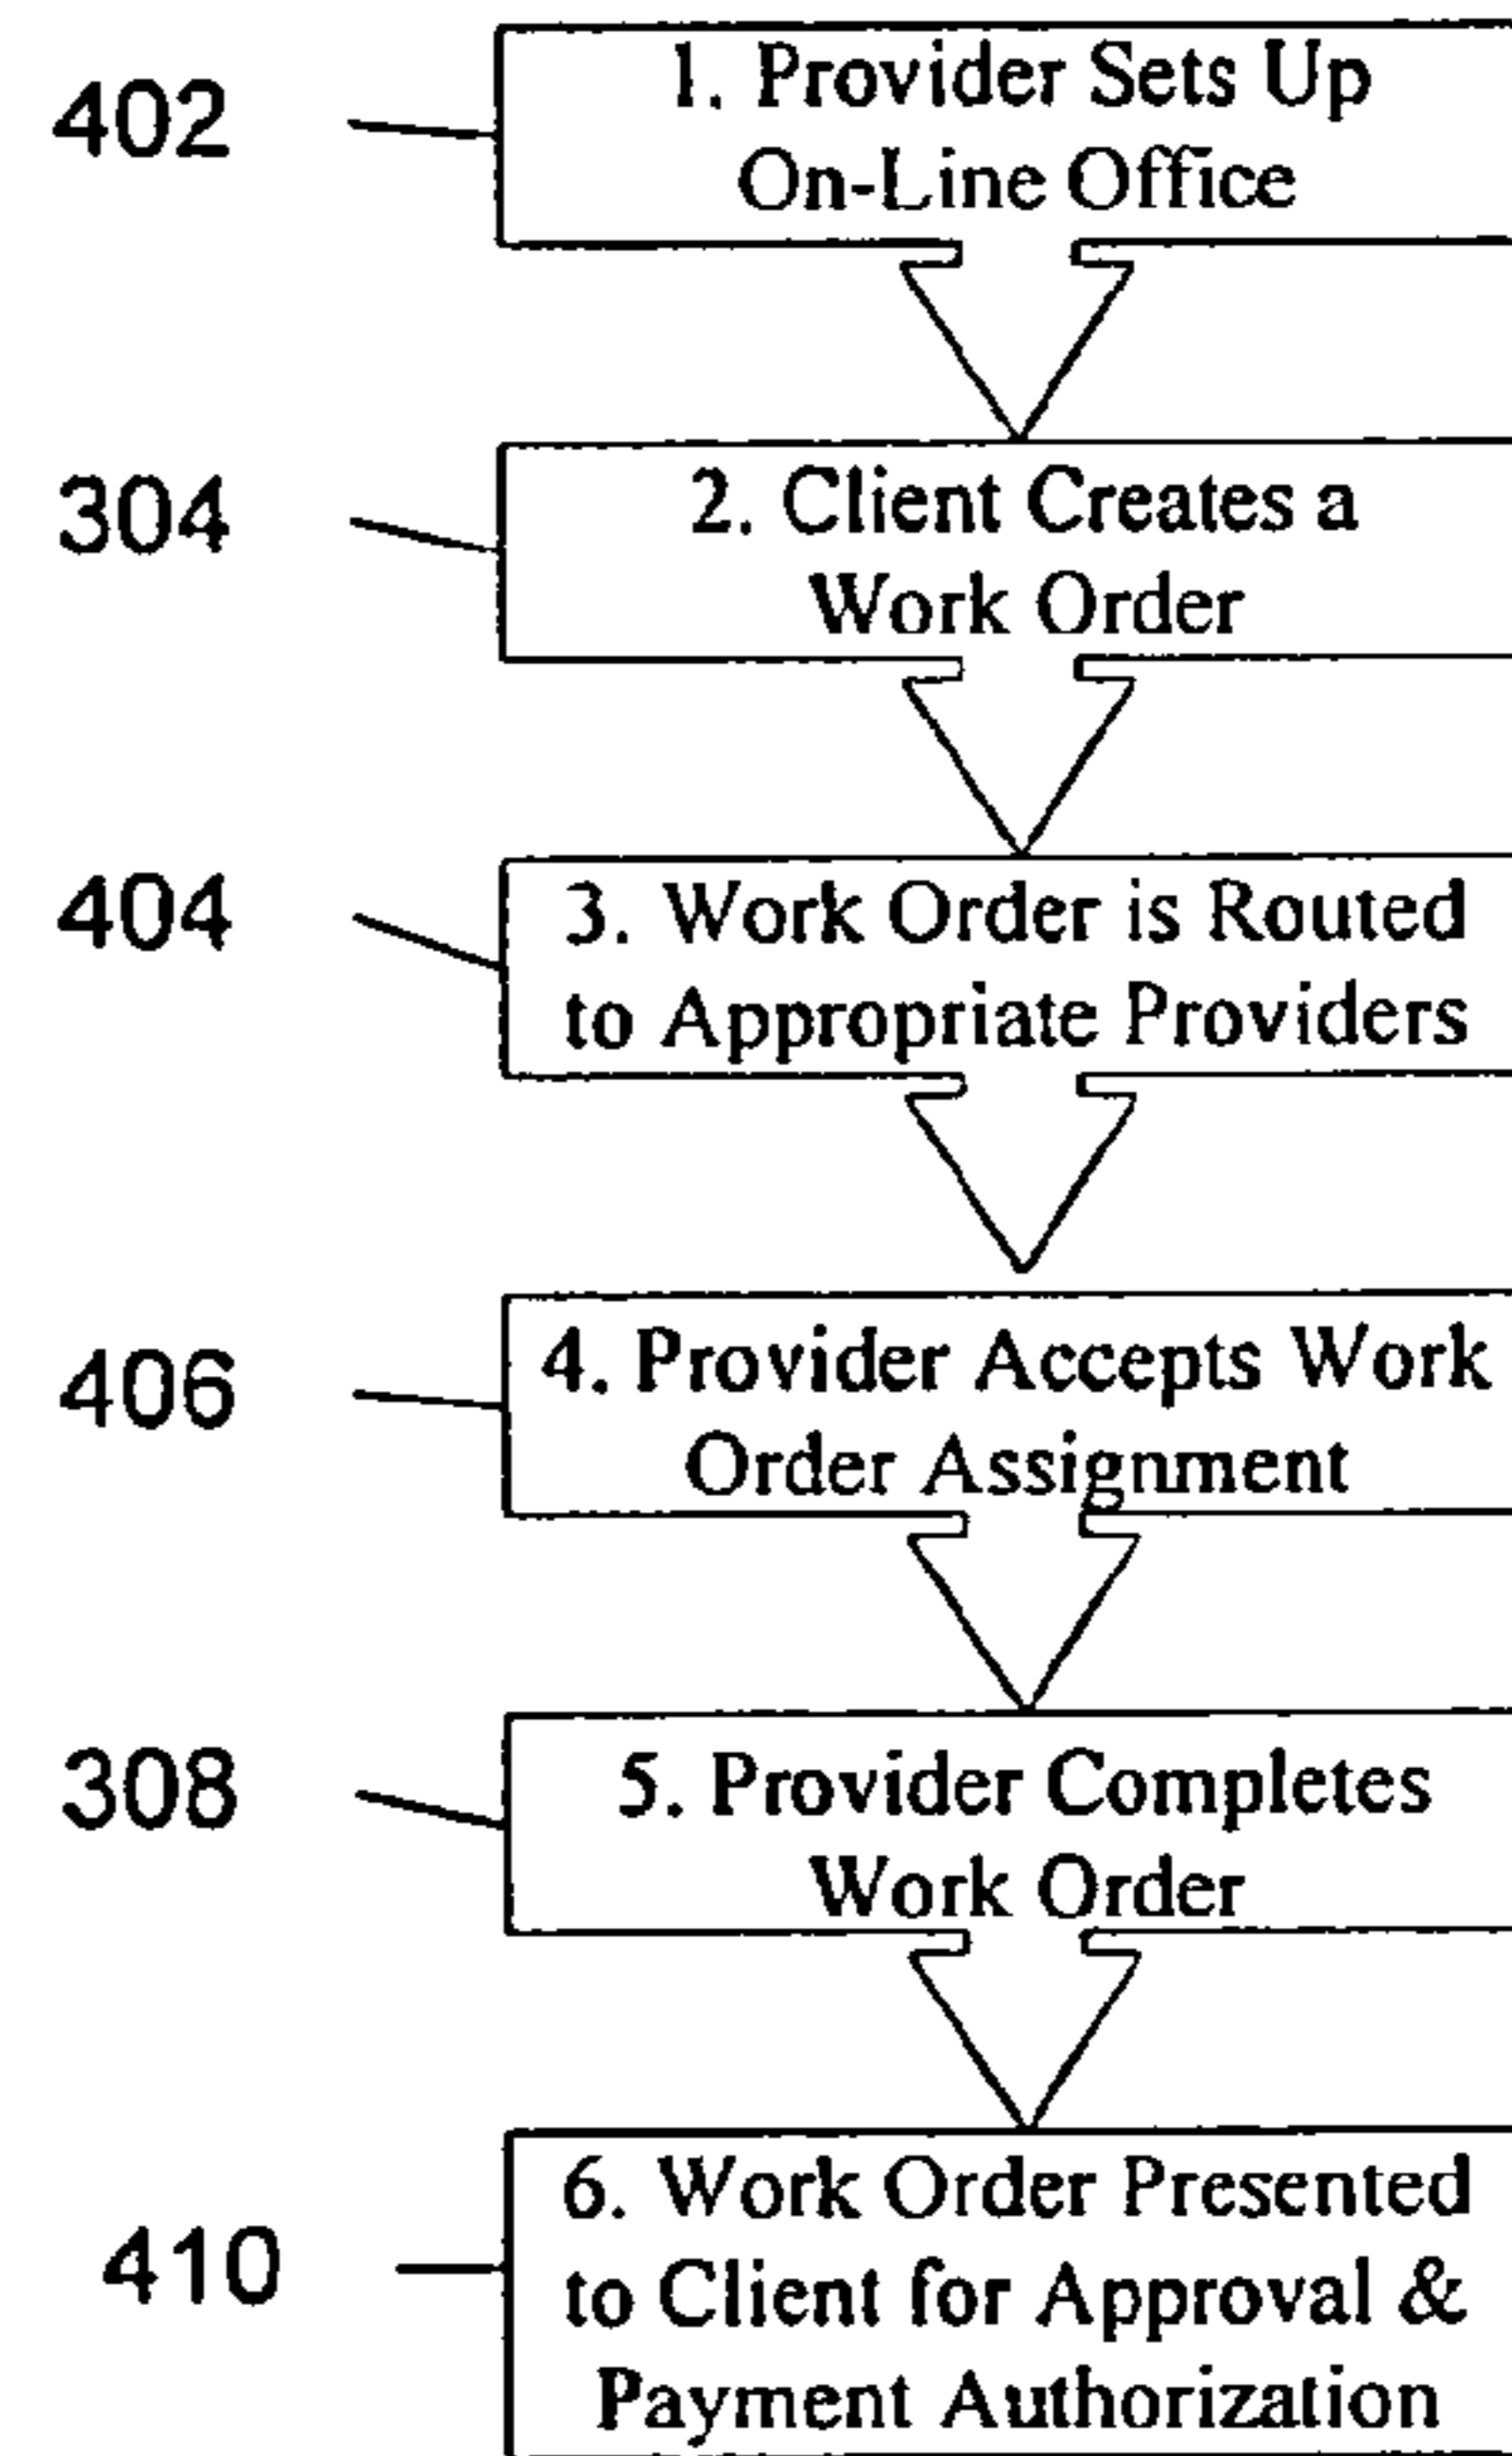 402
1. Provider Sets Up
On-Line Office
304
2. Client Creates a
Work Order
404
3. Work Order is Routed
to Appropriate Providers
406
4. Provider Accepts Work
Order Assignment
308
5. Provider Completes
Work Order
410
6. Work Order Presented
to Client for Approval &
Payment Authorization